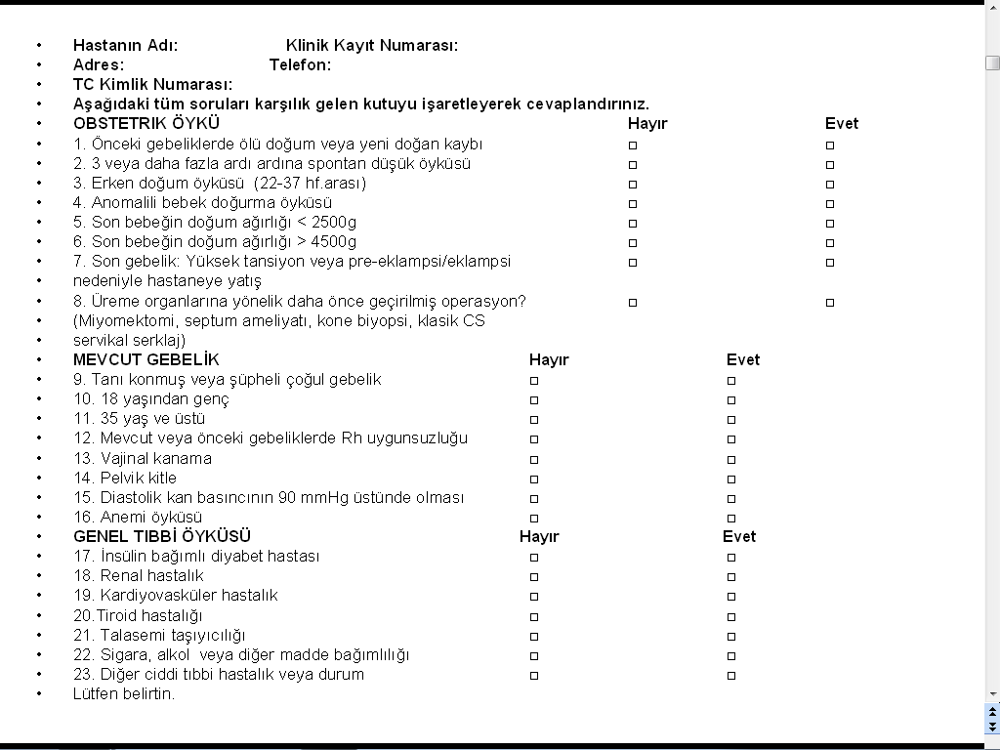 • Hastanın Adı: Klinik Kayıt Numarası:
• Adres: Telefon:
• TC Kimlik Numarası:
• Aşağıdaki tüm soruları karşılık gelen kutuyu işaretleyerek cevaplandırınız.
• OBSTETRIK ÖYKÜ Hayır Evet
• 1. Önceki gebeliklerde ölü doğum veya yeni doğan kaybı □ □
• 2. 3 veya daha fazla ardı ardına spontan düşük öyküsü □ □
• 3. Erken doğum öyküsü (22-37 hf.arası) □ □
• 4. Anomalili bebek doğurma öyküsü □ □
• 5. Son bebeğin doğum ağırlığı < 2500g □ □
• 6. Son bebeğin doğum ağırlığı > 4500g □ □
• 7. Son gebelik: Yüksek tansiyon veya pre-eklampsi/eklampsi □ □
• nedeniyle hastaneye yatış
• 8. Üreme organlarına yönelik daha önce geçirilmiş operasyon? □ □
• (Miyomektomi, septum ameliyatı, kone biyopsi, klasik CS
• servikal serklaj)
• MEVCUT GEBELİK Hayır Evet
• 9. Tanı konmuş veya şüpheli çoğul gebelik □ □
• 10. 18 yaşından genç □ □
• 11. 35 yaş ve üstü □ □
• 12. Mevcut veya önceki gebeliklerde Rh uygunsuzluğu □ □
• 13. Vajinal kanama □ □
• 14. Pelvik kitle □ □
• 15. Diastolik kan basıncının 90 mmHg üstünde olması □ □
• 16. Anemi öyküsü □ □
• GENEL TIBBİ ÖYKÜSÜ Hayır Evet
• 17. İnsülin bağımlı diyabet hastası □ □
• 18. Renal hastalık □ □
• 19. Kardiyovasküler hastalık □ □
• 20.Tiroid hastalığı □ □
• 21. Talasemi taşıyıcılığı □ □
• 22. Sigara, alkol veya diğer madde bağımlılığı □ □
• 23. Diğer ciddi tıbbi hastalık veya durum □ □
• Lütfen belirtin.